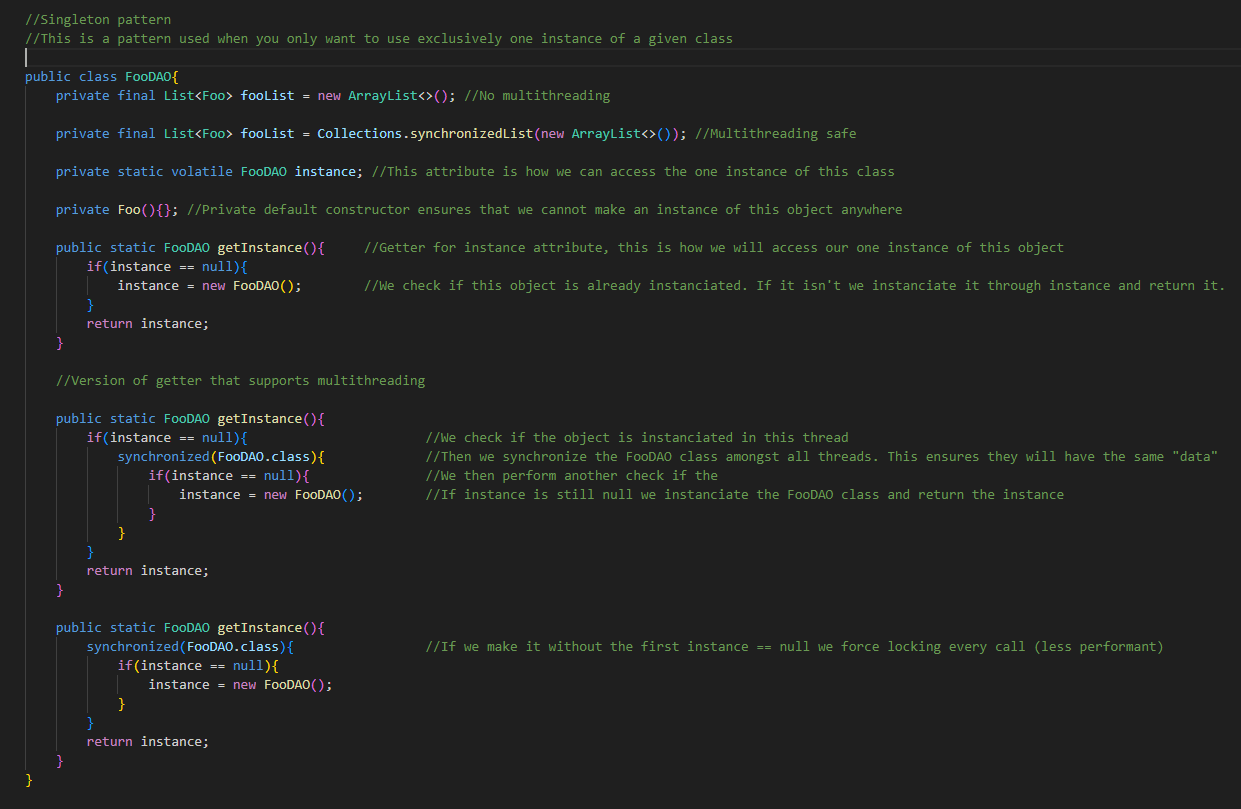 //Singleton pattern
//This is a pattern used when you only want to use exclusively one instance of a given class
public class FooDAO{
private final List<Foo> fooList = new ArrayList<>(); //No multithreading
private final List<Foo> fooList = Collections.synchronizedList(new ArrayList<>()); //Multithreading safe
private static volatile FooDAO instance; //This attribute is how we can access the one instance of this class
private Foo(){}; //Private default constructor ensures that we cannot make an instance of this object anywhere
public static FooDAO getInstance(){ //Getter for instance attribute, this is how we will access our one instance of this object
if(instance == null){
instance = new FooDAO(); //We check if this object is already instanciated. If it isn't we instanciate it through instance and return it.
}
return instance;
}
//Version of getter that supports multithreading
public static FooDAO getInstance(){
if(instance == null){ //We check if the object is instanciated in this thread
synchronized(FooDAO.class){ //Then we synchronize the FooDAO class amongst all threads. This ensures they will have the same "data"
if(instance == null){ //We then perform another check if the
instance = new FooDAO(); //If instance is still null we instanciate the FooDAO class and return the instance
}
}
}
return instance;
}
public static FooDAO getInstance(){
synchronized(FooDAO.class){ //If we make it without the first instance == null we force locking every call (less performant)
if(instance == null){
instance = new FooDAO();
}
}
return instance;
}
}